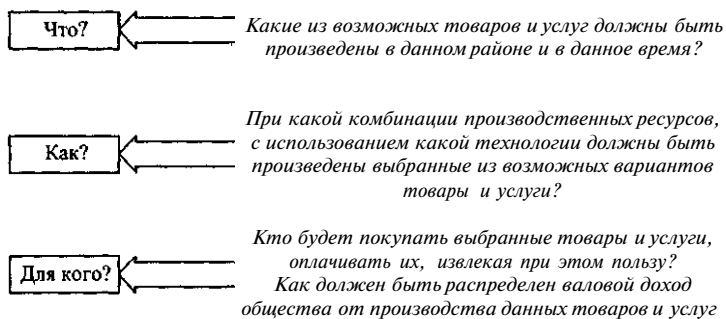 Что?
Какие из возможных товаров и услуг должны быть
произведены в данном районе и в данное время?
При какой комбинации производственных ресурсов,
с использованием какой технологии должны быть
Как?
произведены выбранные из возможных вариантов
товары и услуги?
Кто будет покупать выбранные товары и услуги,
оплачивать их, извлекая при этом пользу?
Для кого?
Как должен быть распределен валовой доход
общества от производства данных товаров и услуг